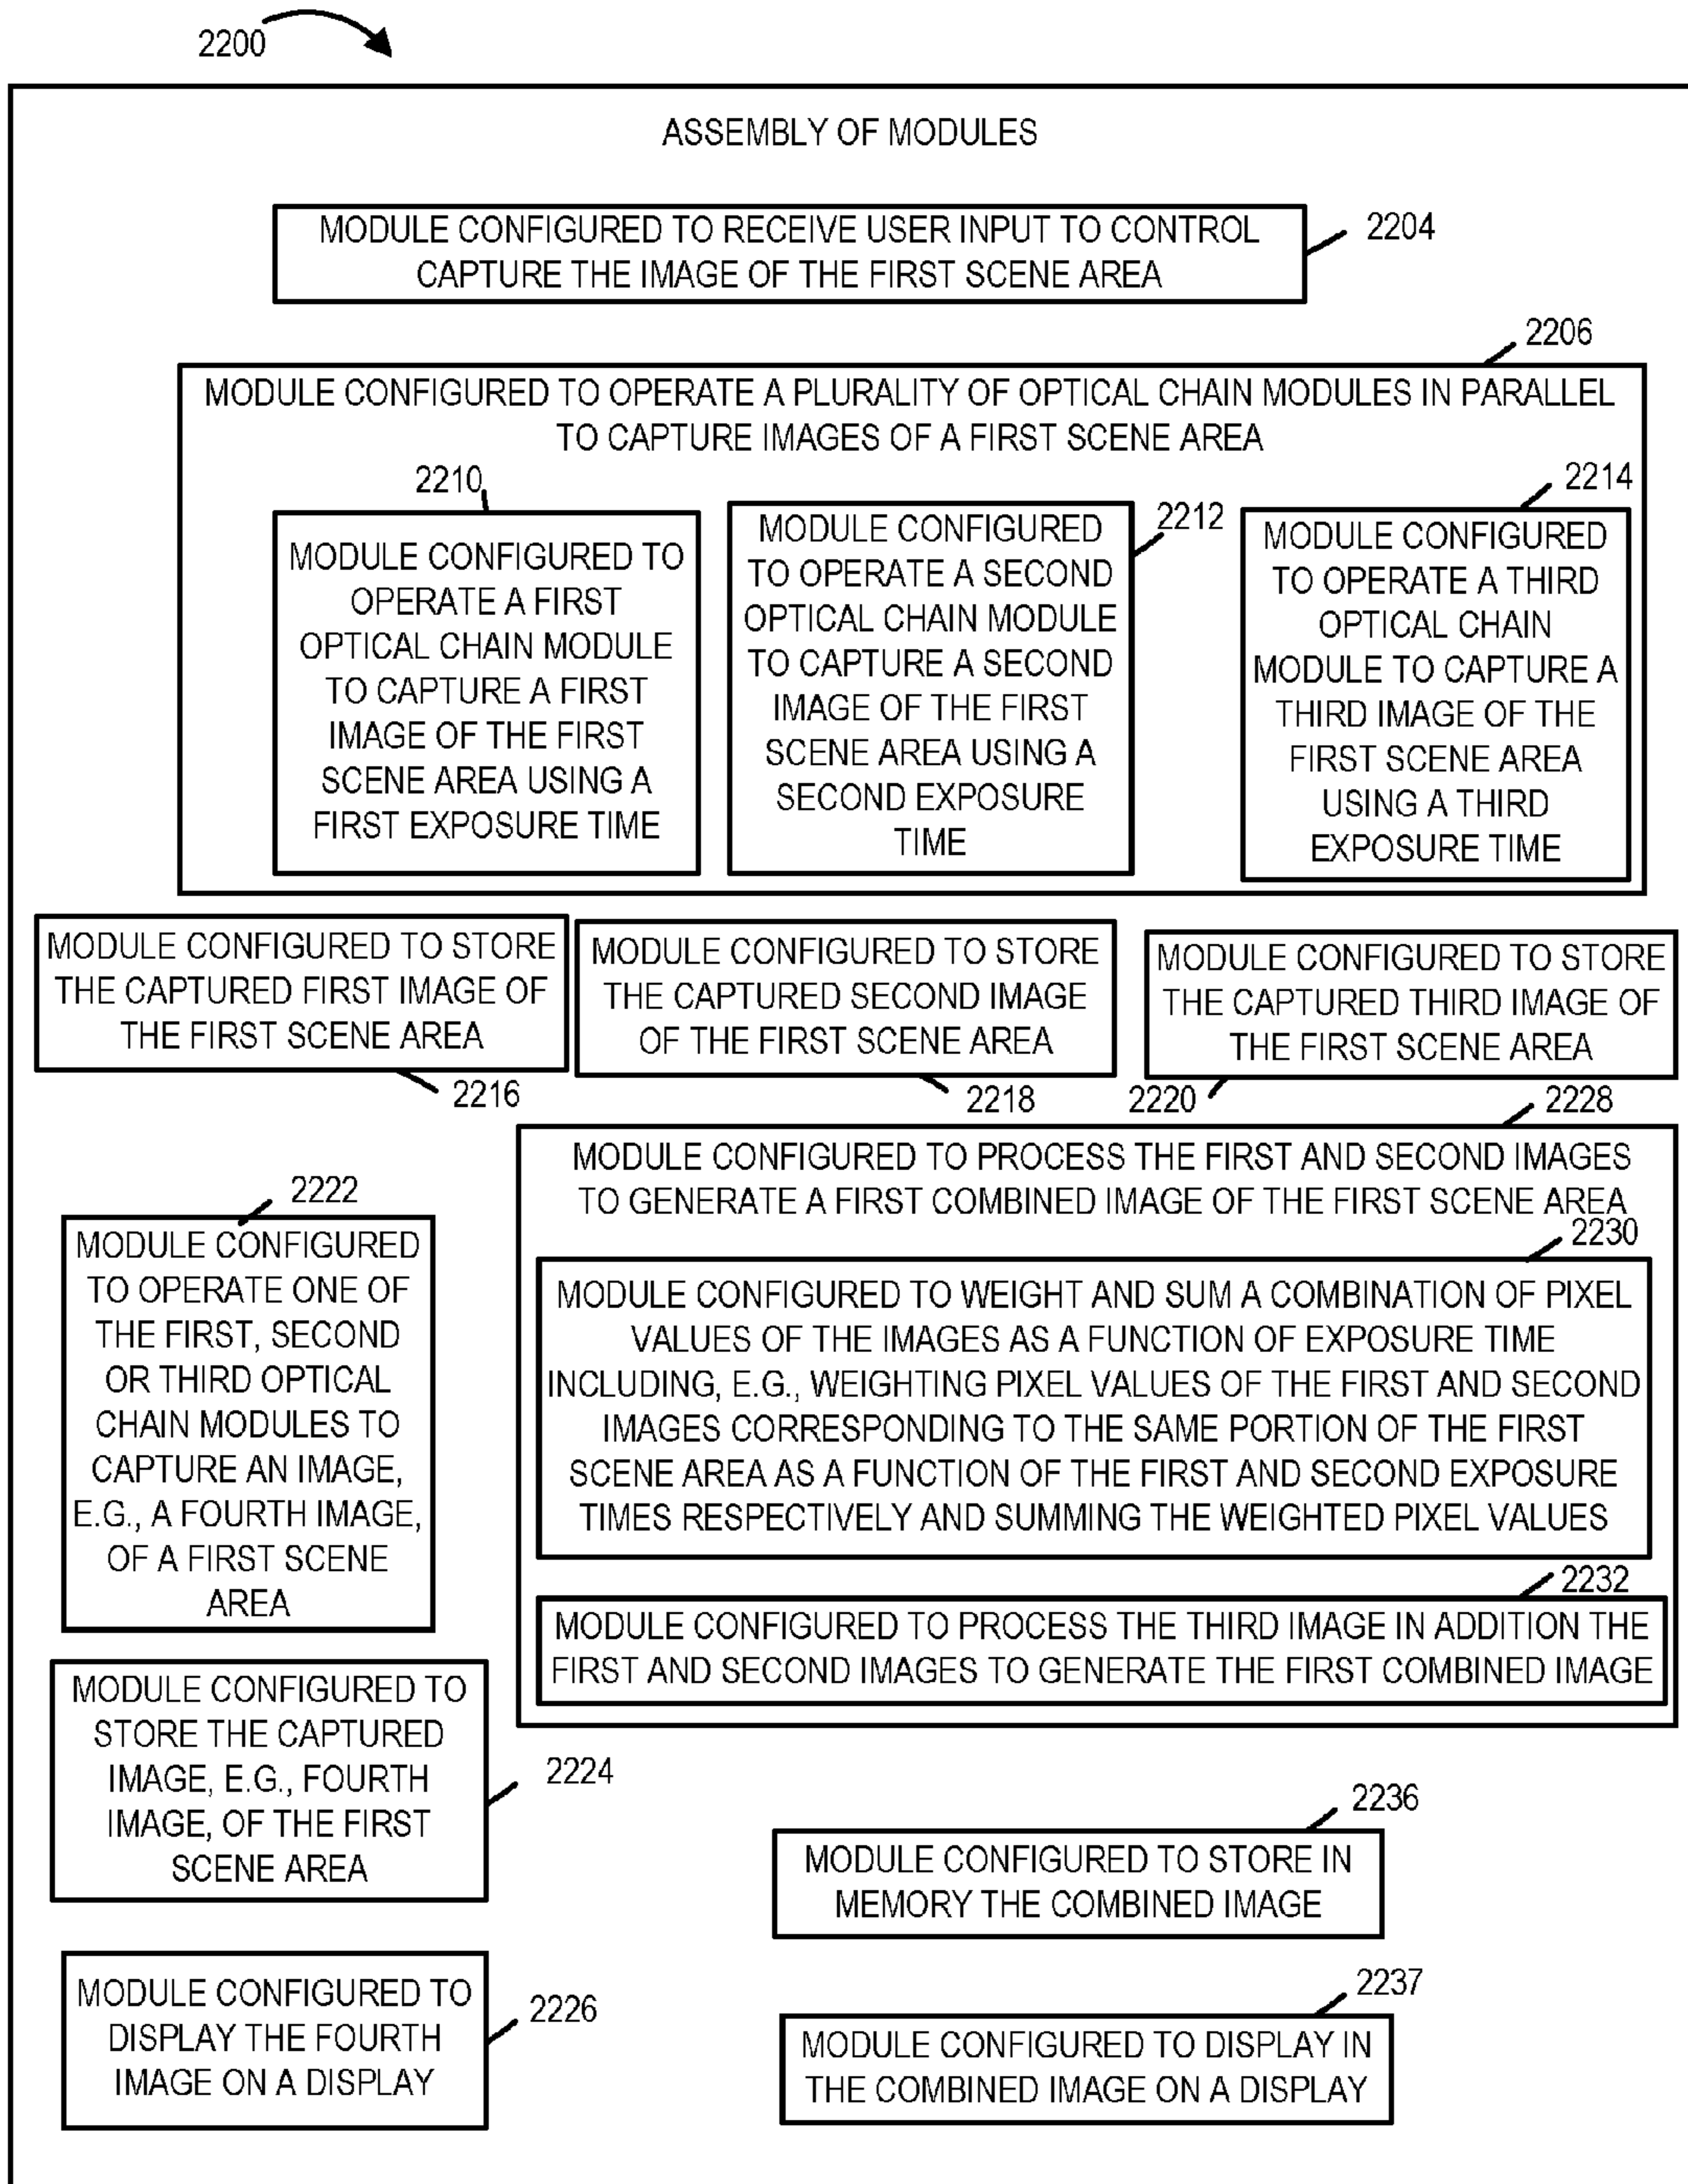 2200
ASSEMBLY OF MODULES
MODULE CONFIGURED TO RECEIVE USER INPUT TO CONTROL
CAPTURE THE IMAGE OF THE FIRST SCENE AREA
2204
2206
MODULE CONFIGURED TO OPERATE A PLURALITY OF OPTICAL CHAIN MODULES IN PARALLEL
TO CAPTURE IMAGES OF A FIRST SCENE AREA
2210
MODULE CONFIGURED TO
OPERATE A FIRST
OPTICAL CHAIN MODULE
TO CAPTURE A FIRST
IMAGE OF THE FIRST
SCENE AREA USING A
FIRST EXPOSURE TIME
2212
MODULE CONFIGURED
TO OPERATE A SECOND
OPTICAL CHAIN MODULE
TO CAPTURE A SECOND
IMAGE OF THE FIRST
SCENE AREA USING A
SECOND EXPOSURE
TIME
2214
MODULE CONFIGURED
TO OPERATE A THIRD
OPTICAL CHAIN
MODULE TO CAPTURE A
THIRD IMAGE OF THE
FIRST SCENE AREA
USING A THIRD
EXPOSURE TIME
MODULE CONFIGURED TO STORE
THE CAPTURED FIRST IMAGE OF
THE FIRST SCENE AREA
2216
MODULE CONFIGURED TO STORE
THE CAPTURED SECOND IMAGE
OF THE FIRST SCENE AREA
2218
MODULE CONFIGURED TO STORE
THE CAPTURED THIRD IMAGE OF
THE FIRST SCENE AREA
2220
2222
MODULE CONFIGURED
TO OPERATE ONE OF
THE FIRST, SECOND
OR THIRD OPTICAL
CHAIN MODULES TO
CAPTURE AN IMAGE,
E.G., A FOURTH IMAGE,
OF A FIRST SCENE
AREA
2228
MODULE CONFIGURED TO PROCESS THE FIRST AND SECOND IMAGES
TO GENERATE A FIRST COMBINED IMAGE OF THE FIRST SCENE AREA
2230
MODULE CONFIGURED TO WEIGHT AND SUM A COMBINATION OF PIXEL
VALUES OF THE IMAGES AS A FUNCTION OF EXPOSURE TIME
INCLUDING, E.G., WEIGHTING PIXEL VALUES OF THE FIRST AND SECOND
IMAGES CORRESPONDING TO THE SAME PORTION OF THE FIRST
SCENE AREA AS A FUNCTION OF THE FIRST AND SECOND EXPOSURE
TIMES RESPECTIVELY AND SUMMING THE WEIGHTED PIXEL VALUES
2232
MODULE CONFIGURED TO PROCESS THE THIRD IMAGE IN ADDITION THE
FIRST AND SECOND IMAGES TO GENERATE THE FIRST COMBINED IMAGE
MODULE CONFIGURED TO
STORE THE CAPTURED
IMAGE, E.G., FOURTH
IMAGE, OF THE FIRST
SCENE AREA
2224
2236
MODULE CONFIGURED TO STORE IN
MEMORY THE COMBINED IMAGE
MODULE CONFIGURED TO
DISPLAY THE FOURTH
IMAGE ON A DISPLAY
2226
2237
MODULE CONFIGURED TO DISPLAY IN
THE COMBINED IMAGE ON A DISPLAY